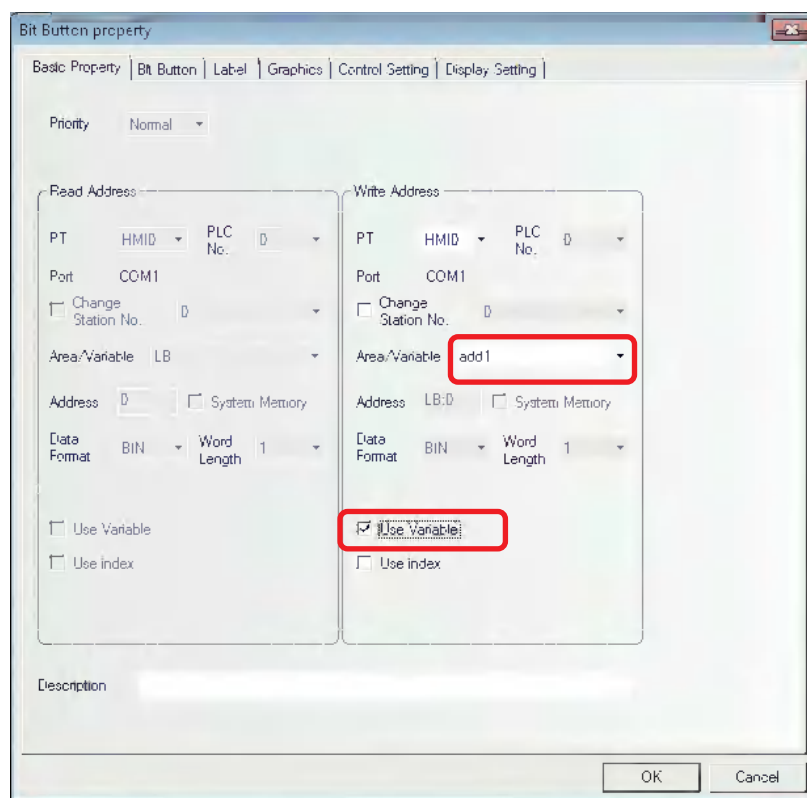 Bit Button property
Basic Property Bit Button Label Graphics Control Setting Display Setting
Priority Normal
Read Address
PT HMI0 PLC No. 0
Port COM1
Change Station No. 0
Area/Variable LB
Address 0 System Memory
Data Format BIN Word Length 1
Use Variable
Use index
Write Address
PT HMI0 PLC No. 0
Port COM1
Change Station No. 0
Area/Variable add1
Address LB:0 System Memory
Data Format BIN Word Length 1
Use Variable
Use index
Description
OK Cancel